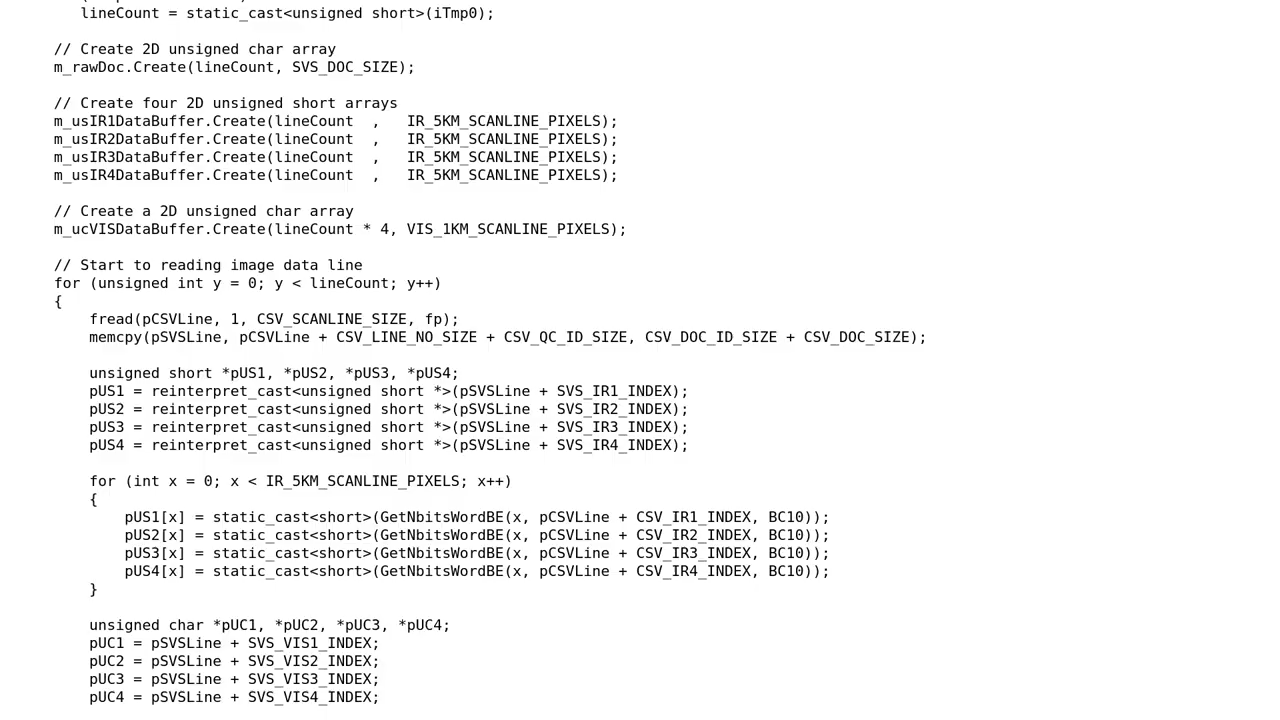 lineCount = static_cast<unsigned short>(iTmp0);
// Create 2D unsigned char array
m_rawDoc.Create(lineCount, SVS_DOC_SIZE);
// Create four 2D unsigned short arrays
m_usIR1DataBuffer.Create(lineCount  ,   IR_5KM_SCANLINE_PIXELS);
m_usIR2DataBuffer.Create(lineCount  ,   IR_5KM_SCANLINE_PIXELS);
m_usIR3DataBuffer.Create(lineCount  ,   IR_5KM_SCANLINE_PIXELS);
m_usIR4DataBuffer.Create(lineCount  ,   IR_5KM_SCANLINE_PIXELS);
// Create a 2D unsigned char array
m_ucVISDataBuffer.Create(lineCount * 4, VIS_1KM_SCANLINE_PIXELS);
// Start to reading image data line
for (unsigned int y = 0; y < lineCount; y++)
{
fread(pCSVLine, 1, CSV_SCANLINE_SIZE, fp);
memcpy(pSVSLine, pCSVLine + CSV_LINE_NO_SIZE + CSV_QC_ID_SIZE, CSV_DOC_ID_SIZE + CSV_DOC_SIZE);
unsigned short *pUS1, *pUS2, *pUS3, *pUS4;
pUS1 = reinterpret_cast<unsigned short *>(pSVSLine + SVS_IR1_INDEX);
pUS2 = reinterpret_cast<unsigned short *>(pSVSLine + SVS_IR2_INDEX);
pUS3 = reinterpret_cast<unsigned short *>(pSVSLine + SVS_IR3_INDEX);
pUS4 = reinterpret_cast<unsigned short *>(pSVSLine + SVS_IR4_INDEX);
for (int x = 0; x < IR_5KM_SCANLINE_PIXELS; x++)
{
pUS1[x] = static_cast<short>(GetNbitsWordBE(x, pCSVLine + CSV_IR1_INDEX, BC10));
pUS2[x] = static_cast<short>(GetNbitsWordBE(x, pCSVLine + CSV_IR2_INDEX, BC10));
pUS3[x] = static_cast<short>(GetNbitsWordBE(x, pCSVLine + CSV_IR3_INDEX, BC10));
pUS4[x] = static_cast<short>(GetNbitsWordBE(x, pCSVLine + CSV_IR4_INDEX, BC10));
}
unsigned char *pUC1, *pUC2, *pUC3, *pUC4;
pUC1 = pSVSLine + SVS_VIS1_INDEX;
pUC2 = pSVSLine + SVS_VIS2_INDEX;
pUC3 = pSVSLine + SVS_VIS3_INDEX;
pUC4 = pSVSLine + SVS_VIS4_INDEX;